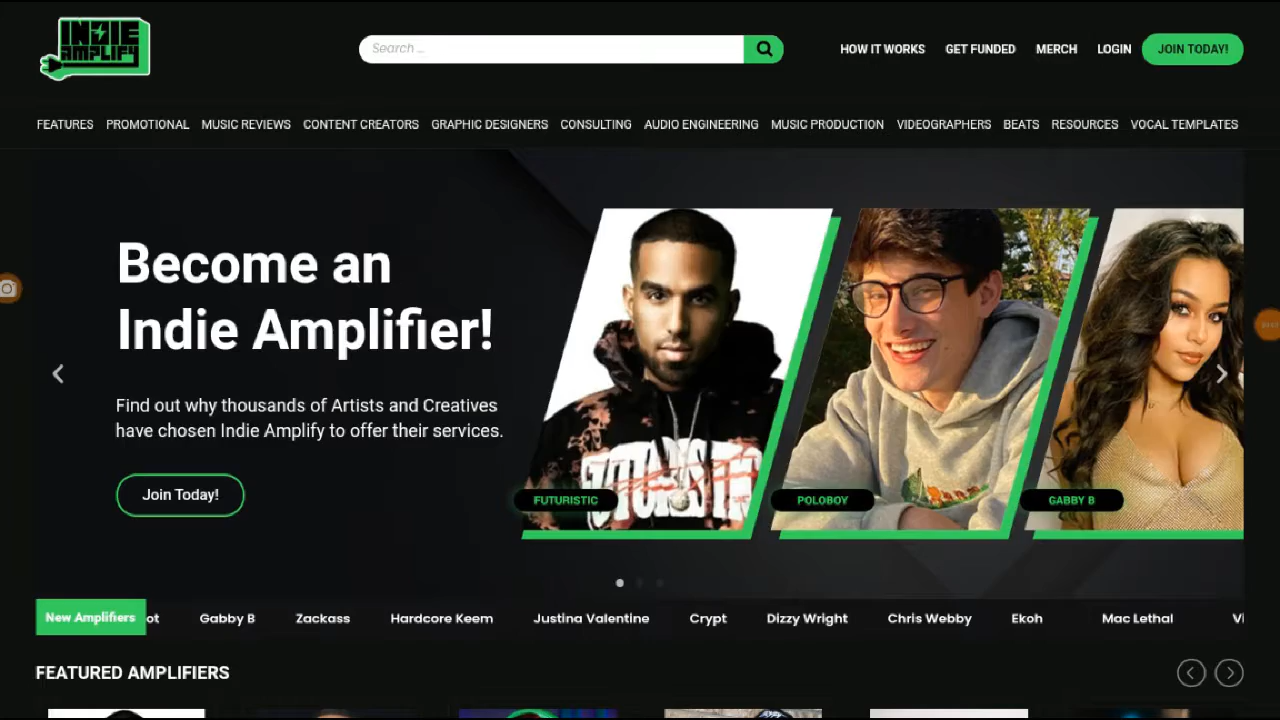 INDIE
AMPLIFY
Search ...
HOW IT WORKS
GET FUNDED
MERCH
LOGIN
JOIN TODAY!
FEATURES
PROMOTIONAL
MUSIC REVIEWS
CONTENT CREATORS
GRAPHIC DESIGNERS
CONSULTING
AUDIO ENGINEERING
MUSIC PRODUCTION
VIDEOGRAPHERS
BEATS
RESOURCES
VOCAL TEMPLATES
Become an
Indie Amplifier!
Find out why thousands of Artists and Creatives
have chosen Indie Amplify to offer their services.
Join Today!
FUTURISTIC
POLOBOY
GABBY B
New Amplifiers
ot
Gabby B
Zackass
Hardcore Keem
Justina Valentine
Crypt
Dizzy Wright
Chris Webby
Ekoh
Mac Lethal
Vi
FEATURED AMPLIFIERS